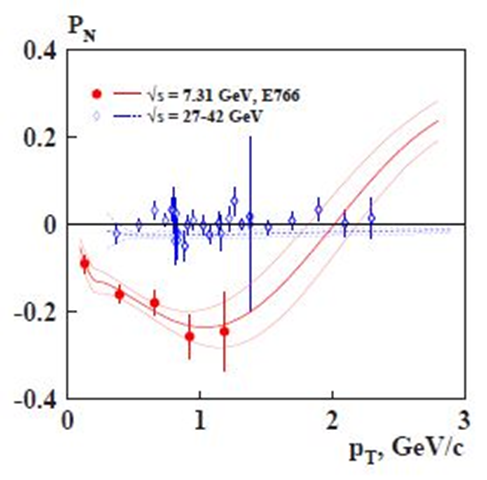 P_N
0.4
√s = 7.31 GeV, E766
√s = 27-42 GeV
0.2
0
-0.2
-0.4
0 1 2 3
p_T, GeV/c